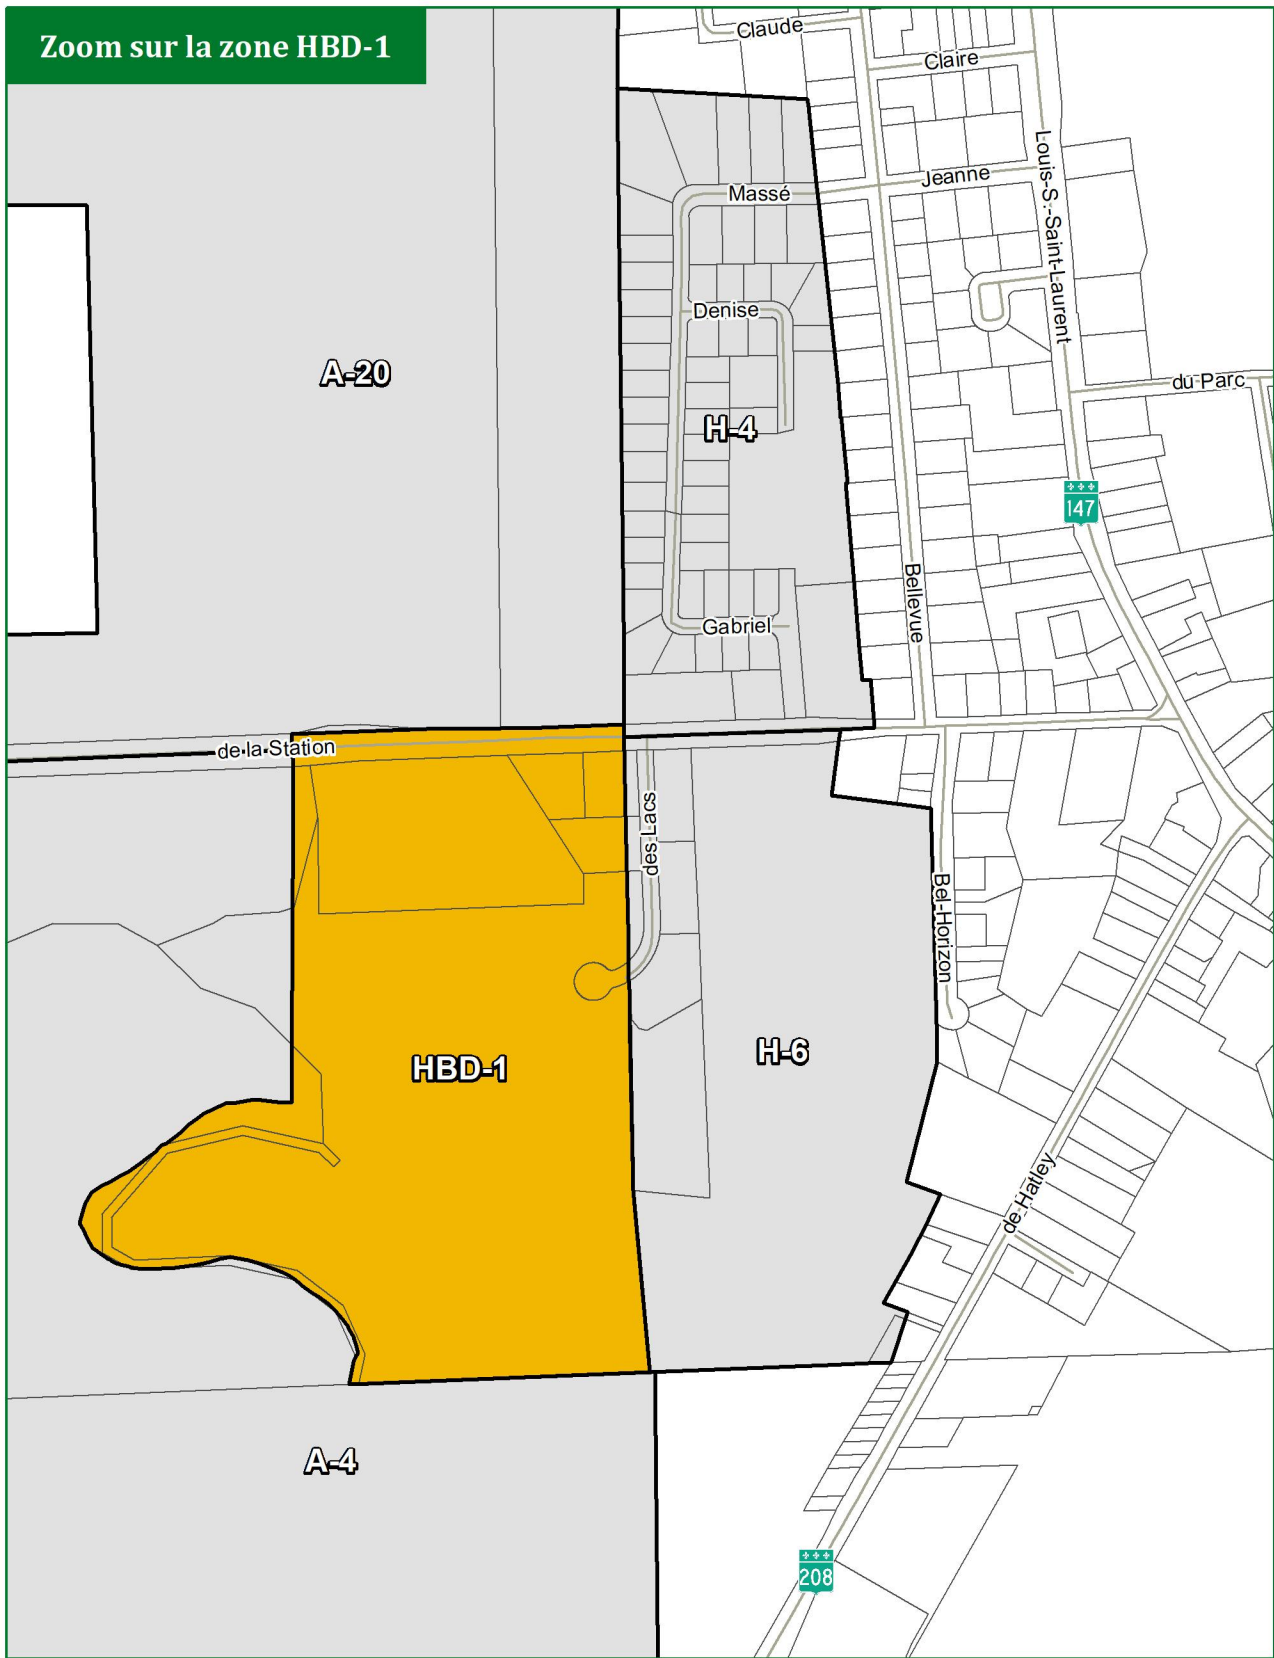 Zoom sur la zone HBD-1
Claude
Claire
Louis-S.-Saint-Laurent
Jeanne
Massé
Denise
A-20
du Parc
H-4
147
Bellevue
Gabriel
de la Station
des Lacs
Bel-Horizon
H-6
HBD-1
de Hatley
A-4
208